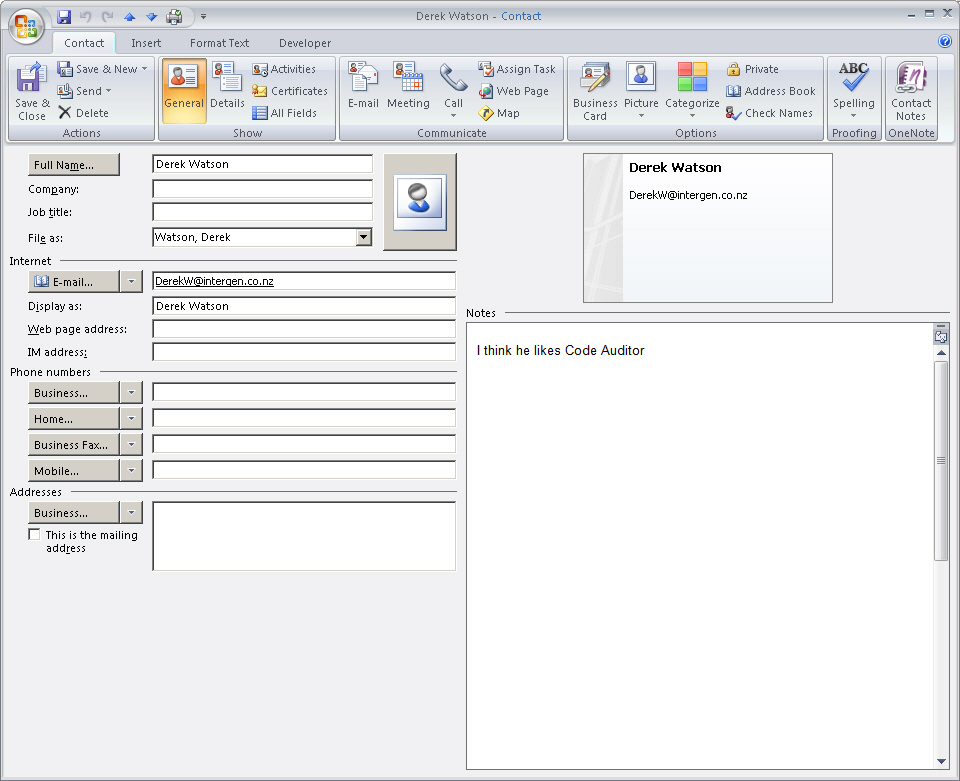 Derek Watson - Contact
Contact Insert Format Text Developer
Save & Close
Save & New
Send
Delete
Actions
General
Details
Activities
Certificates
All Fields
Show
E-mail
Meeting
Call
Assign Task
Web Page
Map
Communicate
Business Card
Picture
Categorize
Private
Address Book
Check Names
Options
ABC
Spelling
Proofing
Contact Notes
OneNote
Full Name... Derek Watson
Company:
Job title:
File as: Watson, Derek
Internet
E-mail... DerekW@intergen.co.nz
Display as: Derek Watson
Web page address:
IM address:
Phone numbers
Business...
Home...
Business Fax...
Mobile...
Addresses
Business...
This is the mailing
address
Derek Watson
DerekW@intergen.co.nz
Notes
I think he likes Code Auditor